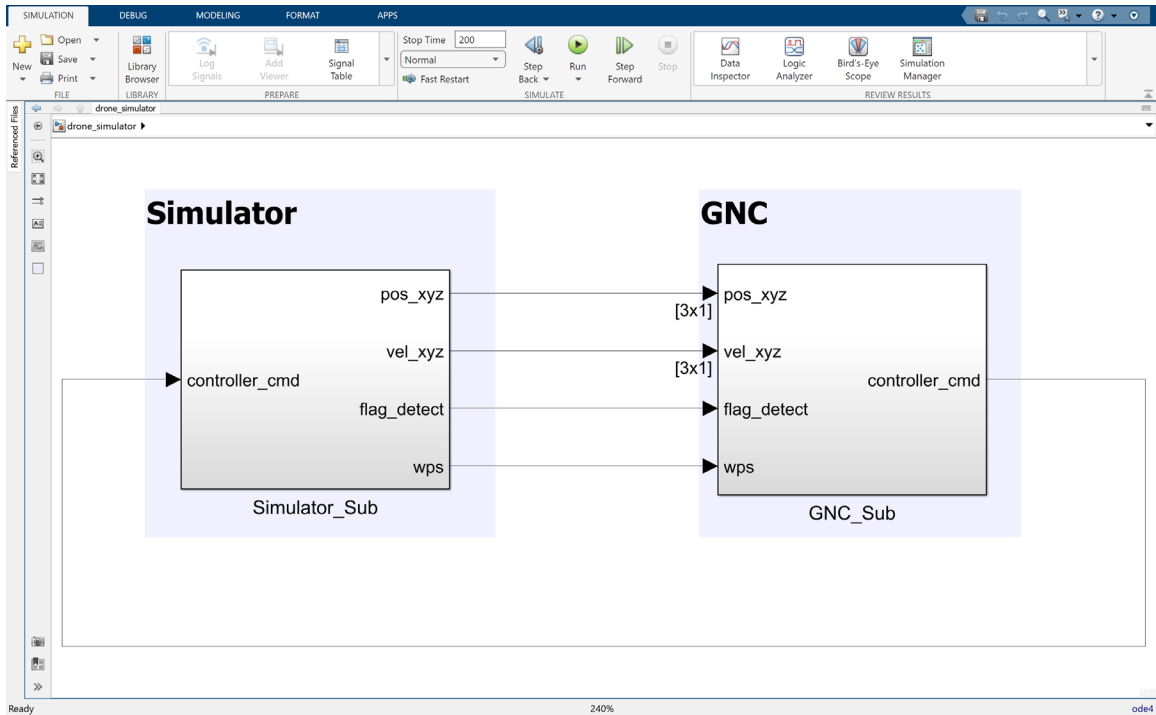 SIMULATION DEBUG MODELING FORMAT APPS
New
Open
Save
Print
FILE
Library
Browser
LIBRARY
Log
Signals
Add
Viewer
Signal
Table
PREPARE
Stop Time 200
Normal
Fast Restart
Step
Back
Run
Step
Forward
Stop
SIMULATE
Data
Inspector
Logic
Analyzer
Bird's-Eye
Scope
Simulation
Manager
REVIEW RESULTS
Referenced Files
drone_simulator
drone_simulator
Simulator
pos_xyz
vel_xyz
controller_cmd
flag_detect
wps
Simulator_Sub
[3x1]
[3x1]
GNC
pos_xyz
vel_xyz
controller_cmd
flag_detect
wps
GNC_Sub
Ready 240% ode4